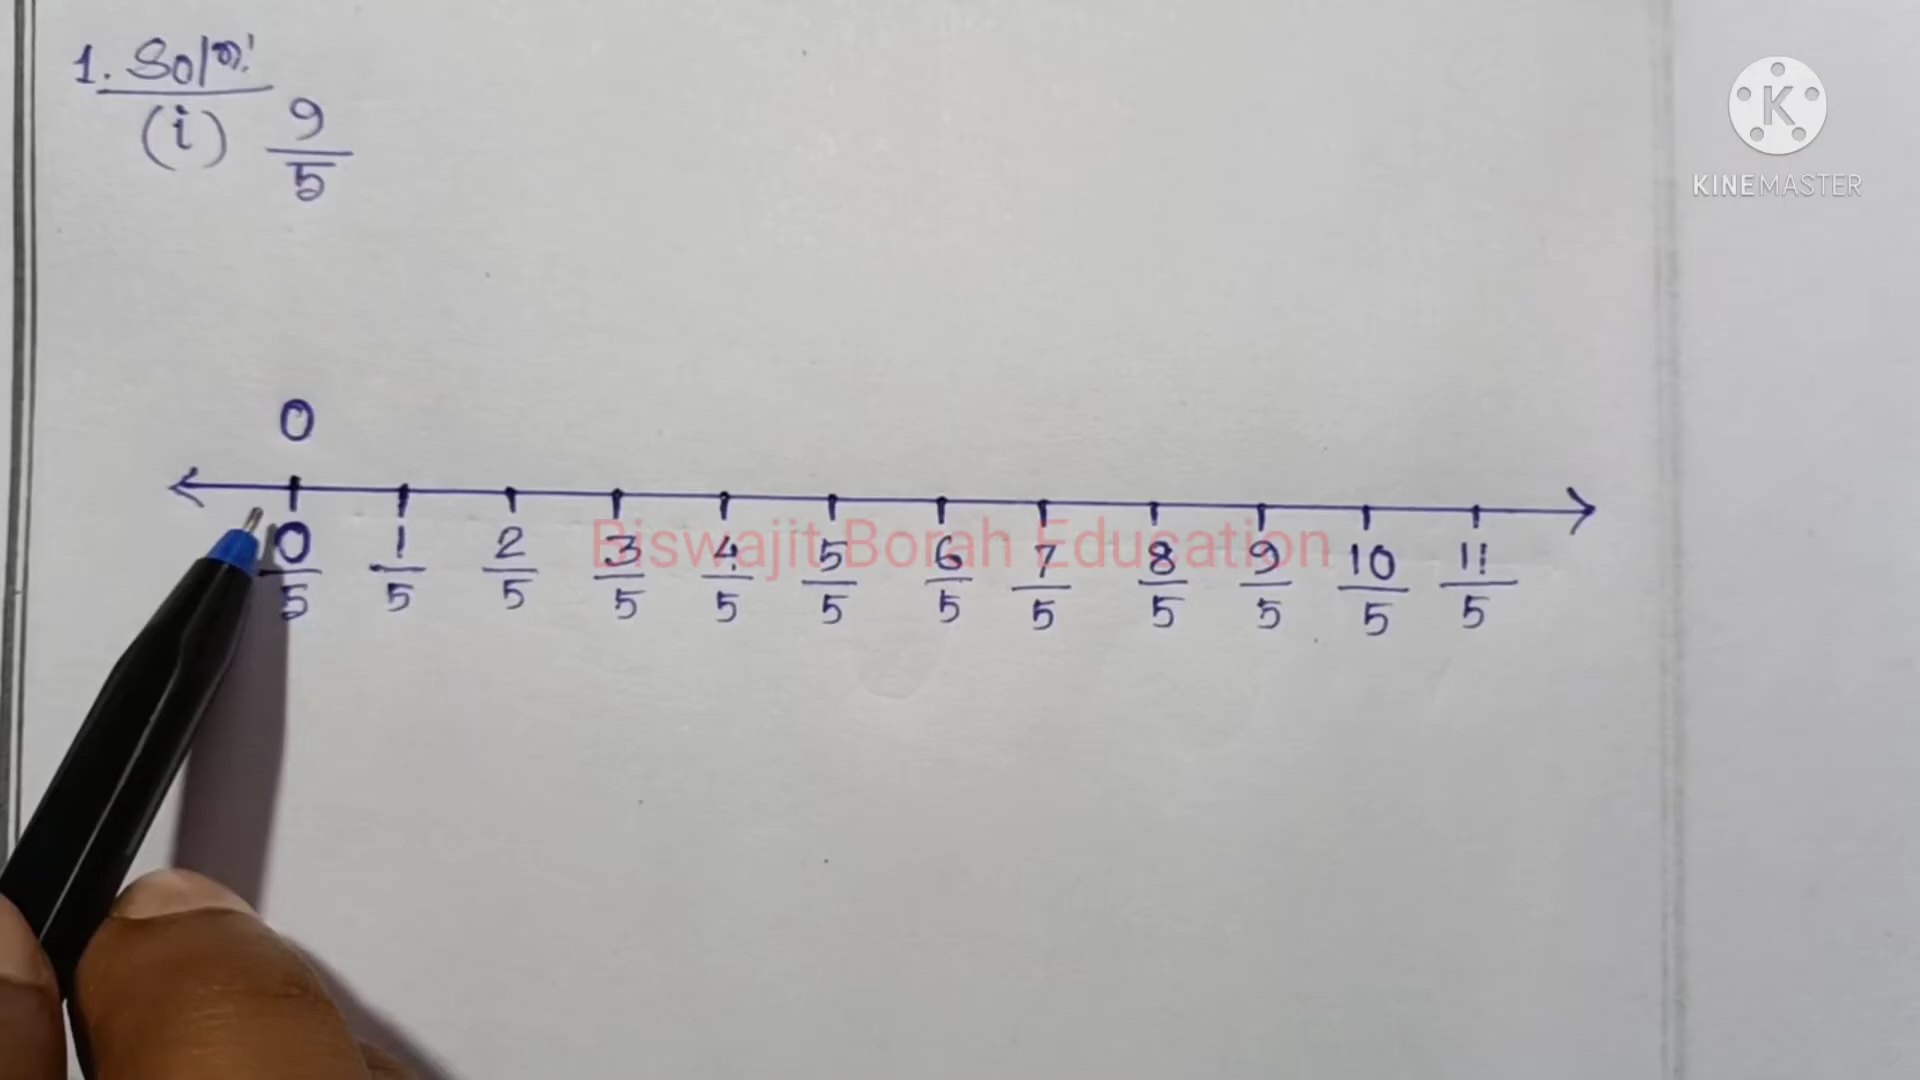 1. Solnː
(i) 9/5
K
KINEMASTER
0
0/5 1/5 2/5 3/5 4/5 5/5 6/5 7/5 8/5 9/5 10/5 11/5
Biswajit Borah Education